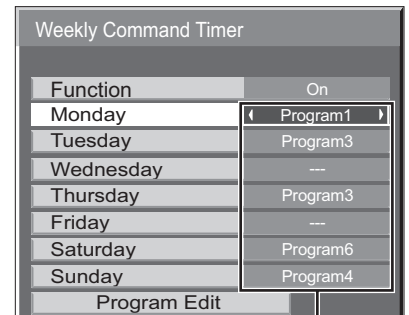 Weekly Command Timer
Function On
Monday Program1
Tuesday Program3
Wednesday ---
Thursday Program3
Friday ---
Saturday Program6
Sunday Program4
Program Edit